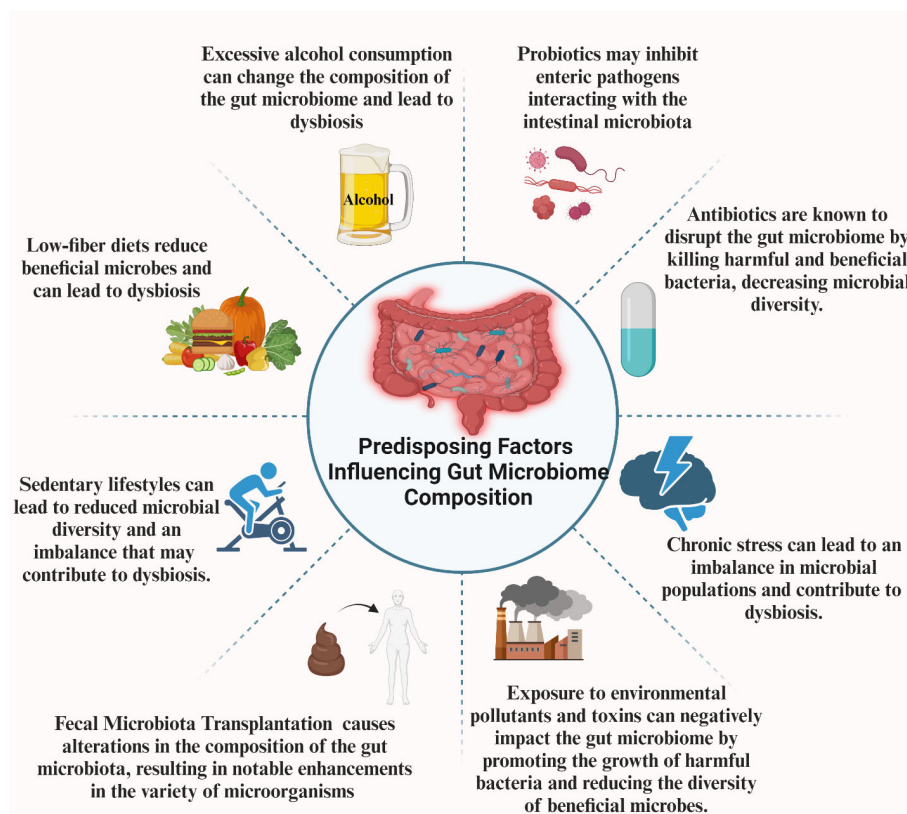 Excessive alcohol consumption
can change the composition of
the gut microbiome and lead to
dysbiosis
Alcohol
Probiotics may inhibit
enteric pathogens
interacting with the
intestinal microbiota
Antibiotics are known to
disrupt the gut microbiome by
killing harmful and beneficial
bacteria, decreasing microbial
diversity.
Low-fiber diets reduce
beneficial microbes and
can lead to dysbiosis
Predisposing Factors
Influencing Gut Microbiome
Composition
Sedentary lifestyles can
lead to reduced microbial
diversity and an
imbalance that may
contribute to dysbiosis.
Chronic stress can lead to an
imbalance in microbial
populations and contribute to
dysbiosis.
Fecal Microbiota Transplantation causes
alterations in the composition of the gut
microbiota, resulting in notable enhancements
in the variety of microorganisms
Exposure to environmental
pollutants and toxins can negatively
impact the gut microbiome by
promoting the growth of harmful
bacteria and reducing the diversity
of beneficial microbes.